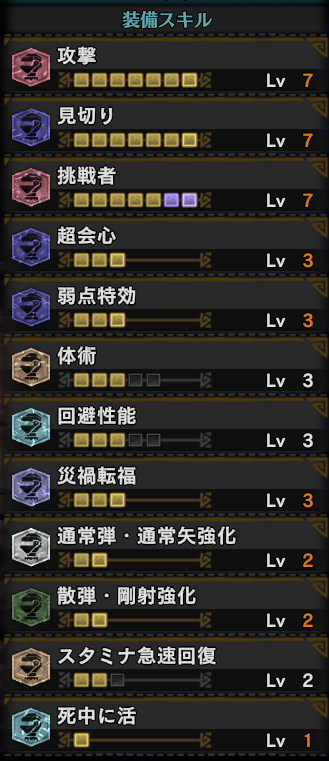 装備スキル
攻撃
Lv 7
見切り
Lv 7
挑戦者
Lv 7
超会心
Lv 3
弱点特効
Lv 3
体術
Lv 3
回避性能
Lv 3
災禍転福
Lv 3
通常弾・通常矢強化
Lv 2
散弾・剛射強化
Lv 2
スタミナ急速回復
Lv 2
死中に活
Lv 1